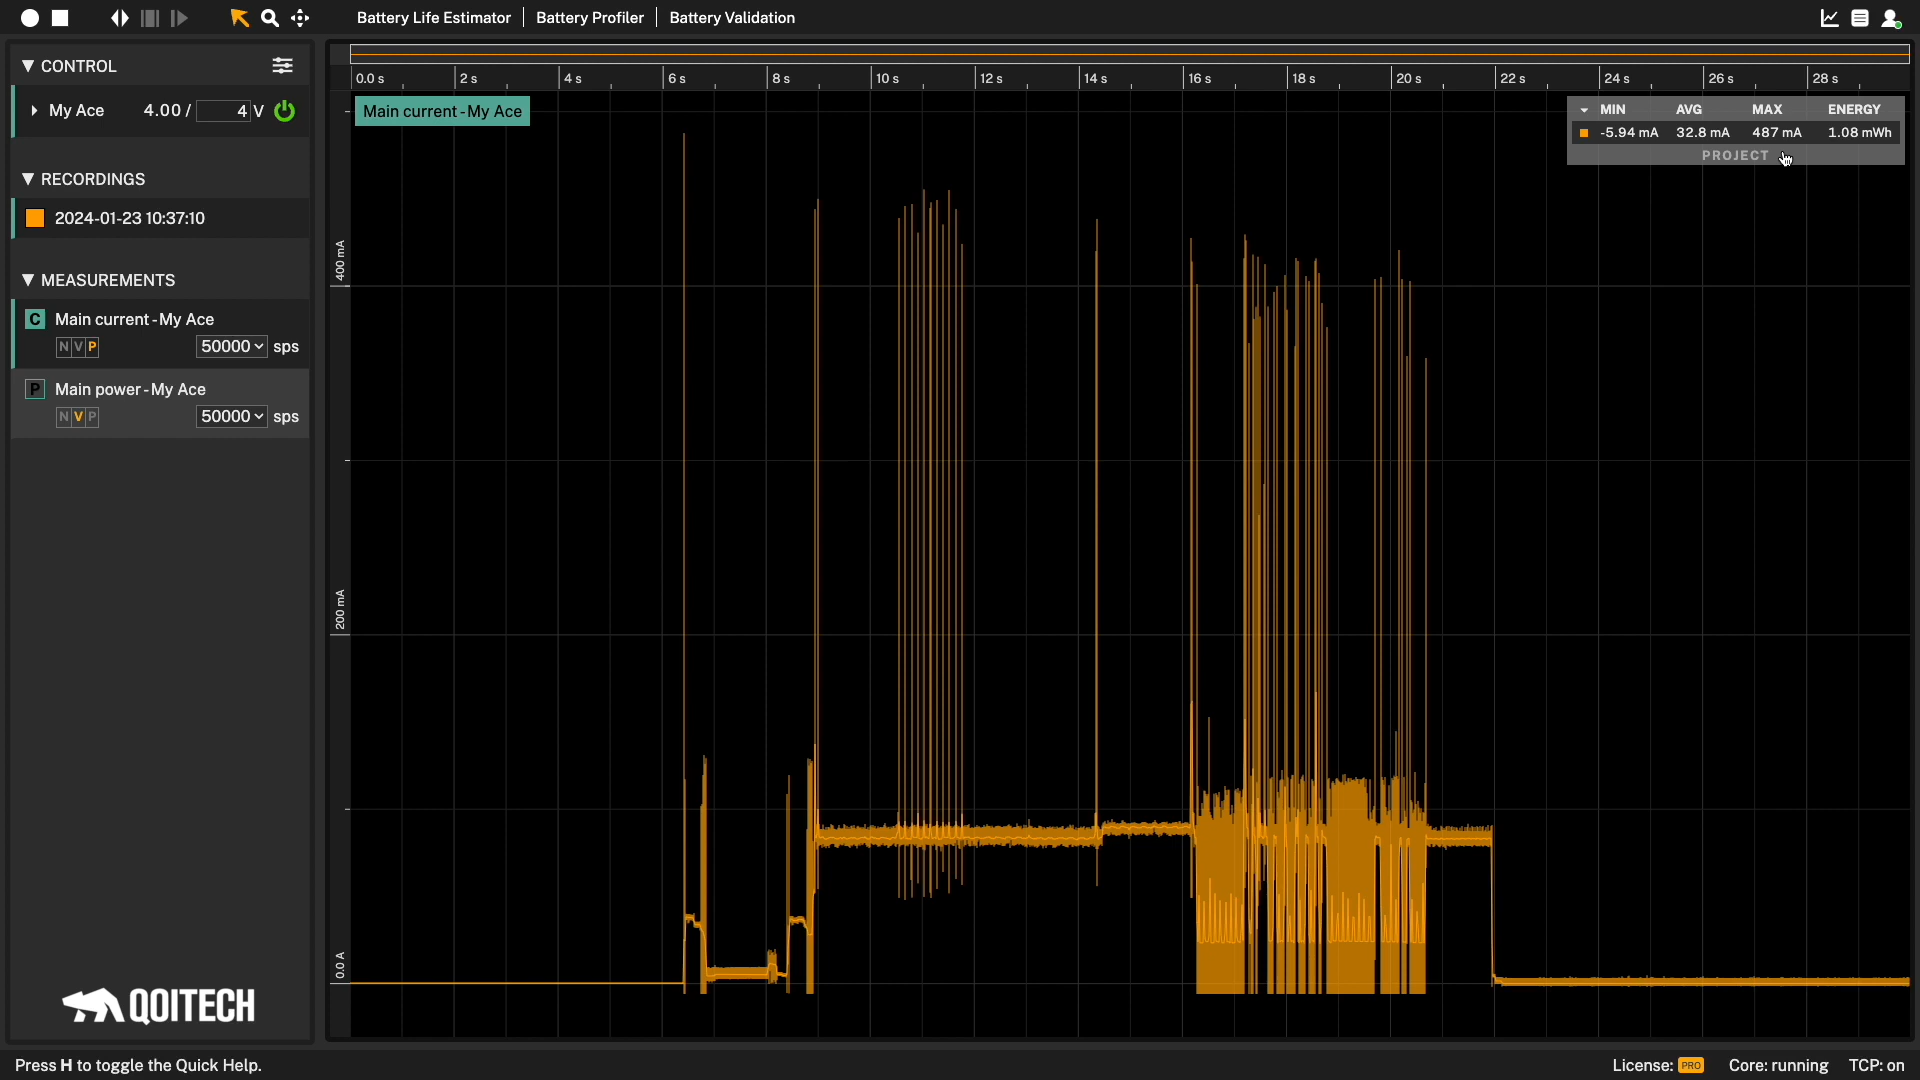 Battery Life Estimator | Battery Profiler | Battery Validation
CONTROL
My Ace 4.00 / 4 V
RECORDINGS
2024-01-23 10:37:10
MEASUREMENTS
C Main current - My Ace
N V P 50000 sps
P Main power - My Ace
N V P 50000 sps
QOITECH
0.0 s 2 s 4 s 6 s 8 s 10 s 12 s 14 s 16 s 18 s 20 s 22 s 24 s 26 s 28 s
Main current - My Ace
MIN AVG MAX ENERGY
-5.94 mA 32.8 mA 487 mA 1.08 mWh
PROJECT
400 mA
200 mA
0.0 A
Press H to toggle the Quick Help.
License: PRO Core: running TCP: on